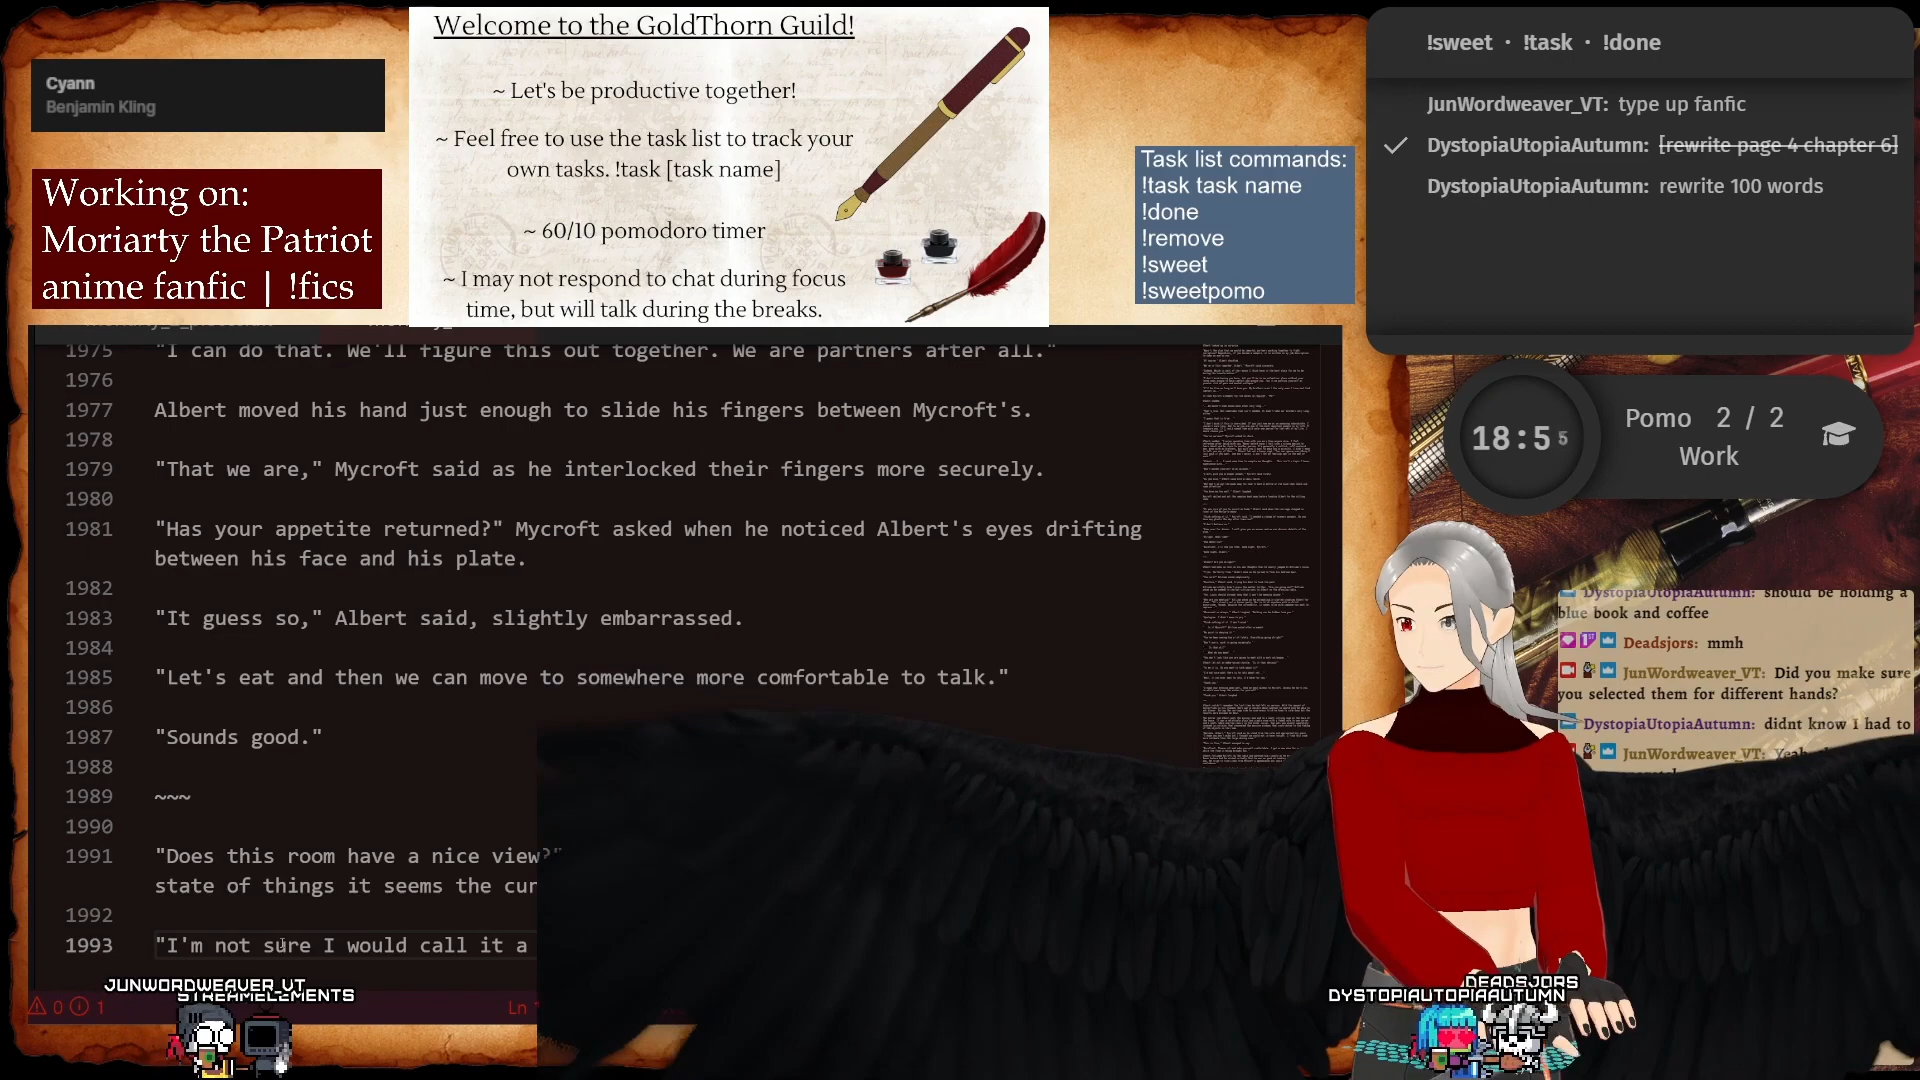 Cyann
Benjamin Kling
Working on:
Moriarty the Patriot
anime fanfic | !fics
Welcome to the GoldThorn Guild!
~ Let's be productive together!
~ Feel free to use the task list to track your
own tasks. !task [task name]
~ 60/10 pomodoro timer
~ I may not respond to chat during focus
time, but will talk during the breaks.
Task list commands:
!task task name
!done
!remove
!sweet
!sweetpomo
!sweet · !task · !done
JunWordweaver_VT: type up fanfic
DystopiaUtopiaAutumn: [rewrite page 4 chapter 6]
DystopiaUtopiaAutumn: rewrite 100 words
18:55
Pomo 2 / 2
Work
1975 "I can do that. We'll figure this out together. We are partners after all."
1976
1977 Albert moved his hand just enough to slide his fingers between Mycroft's.
1978
1979 "That we are," Mycroft said as he interlocked their fingers more securely.
1980
1981 "Has your appetite returned?" Mycroft asked when he noticed Albert's eyes drifting
between his face and his plate.
1982
1983 "It guess so," Albert said, slightly embarrassed.
1984
1985 "Let's eat and then we can move to somewhere more comfortable to talk."
1986
1987 "Sounds good."
1988
1989 ~~~
1990
1991 "Does this room have a nice view?"
state of things it seems the cur
1992
1993 "I'm not sure I would call it a
0 1
Ln
DystopiaUtopiaAutumn: should be holding a
blue book and coffee
Deadsjors: mmh
JunWordweaver_VT: Did you make sure
you selected them for different hands?
DystopiaUtopiaAutumn: didnt know I had to
JunWordweaver_VT:
JUNWORDWEAVER_VT
STREAMELEMENTS
DEADSJORS
DYSTOPIAUTOPIAAUTUMN